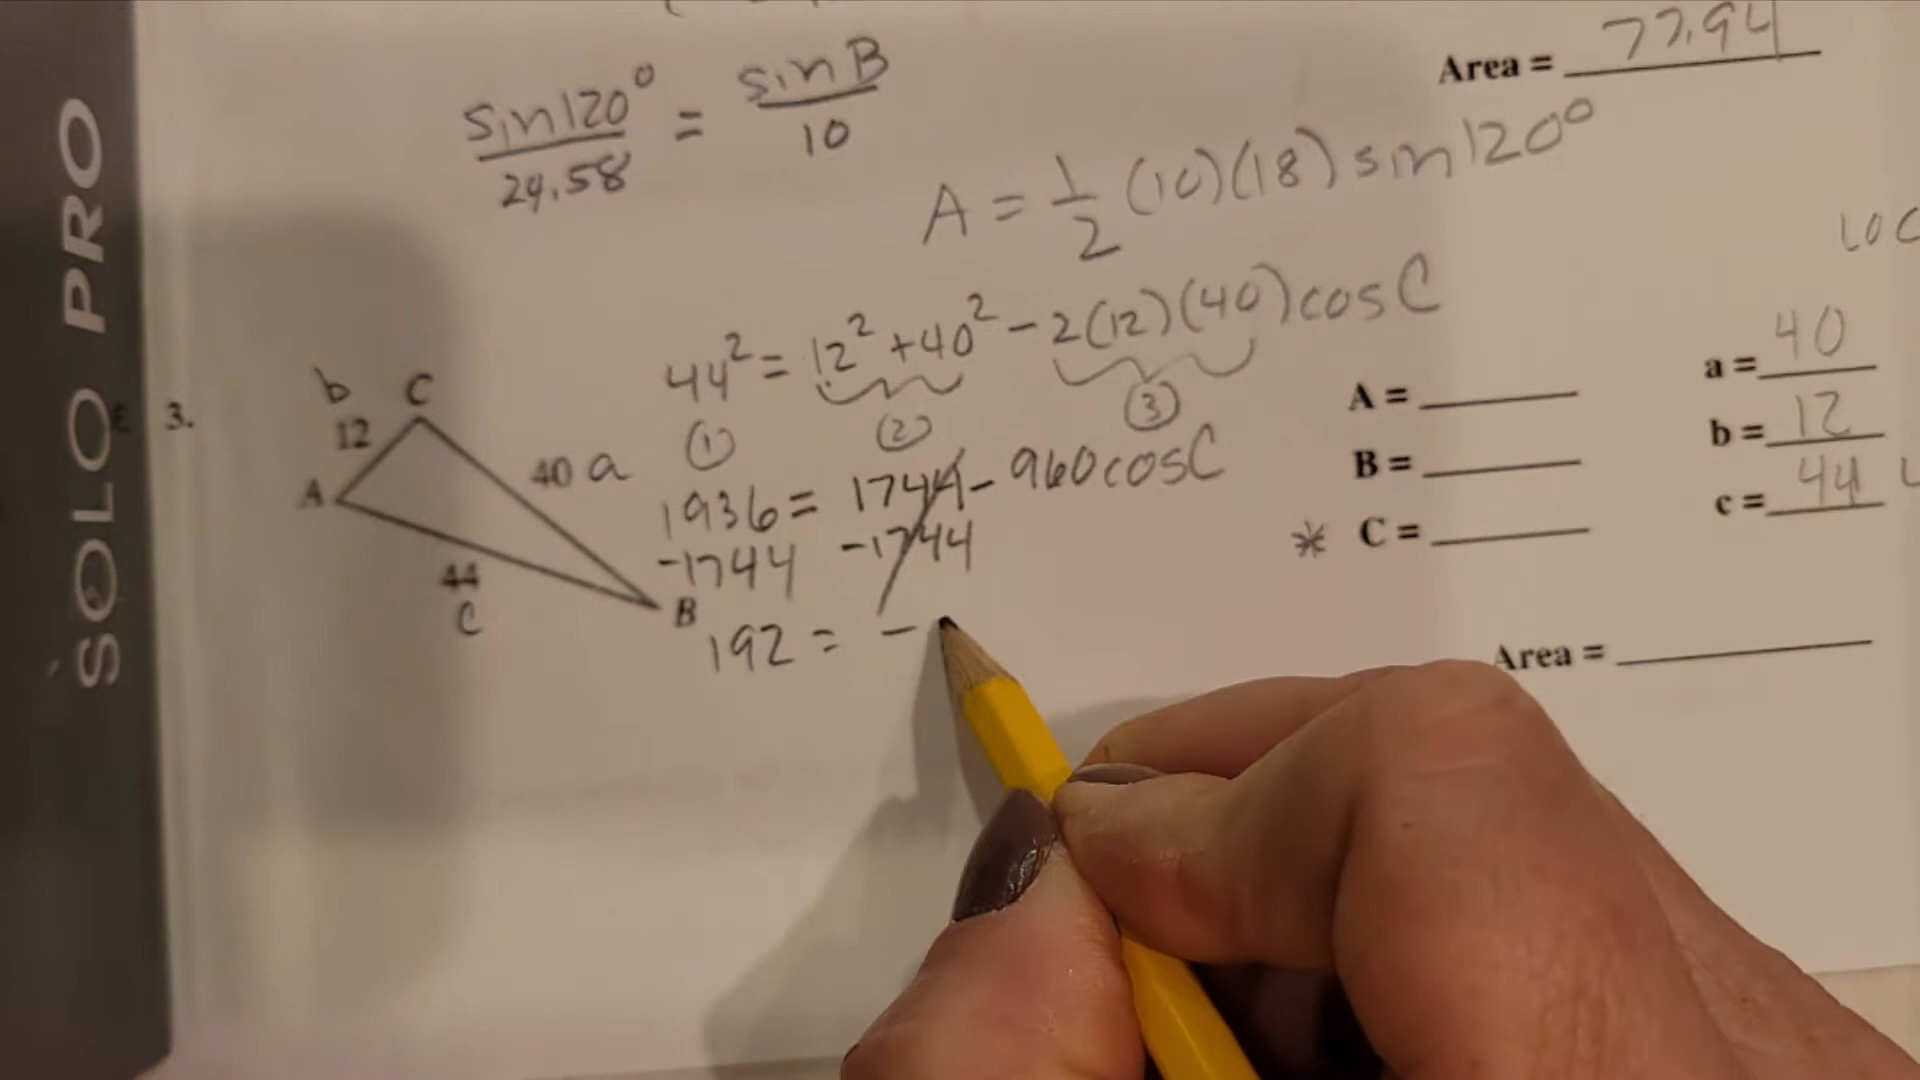 SOLO PRO
sin120° / 24.58 = sinB / 10
Area = 77.94
A = 1/2 (10)(18) sin120°
LOC
44² = 12² + 40² - 2(12)(40)cosC
① ② ③
1936 = 1744 - 960cosC
-1744 -1744
192 = -
3.
b C
12
A
40 a
44
c
B
A =
B =
* C =
a = 40
b = 12
c = 44
Area =